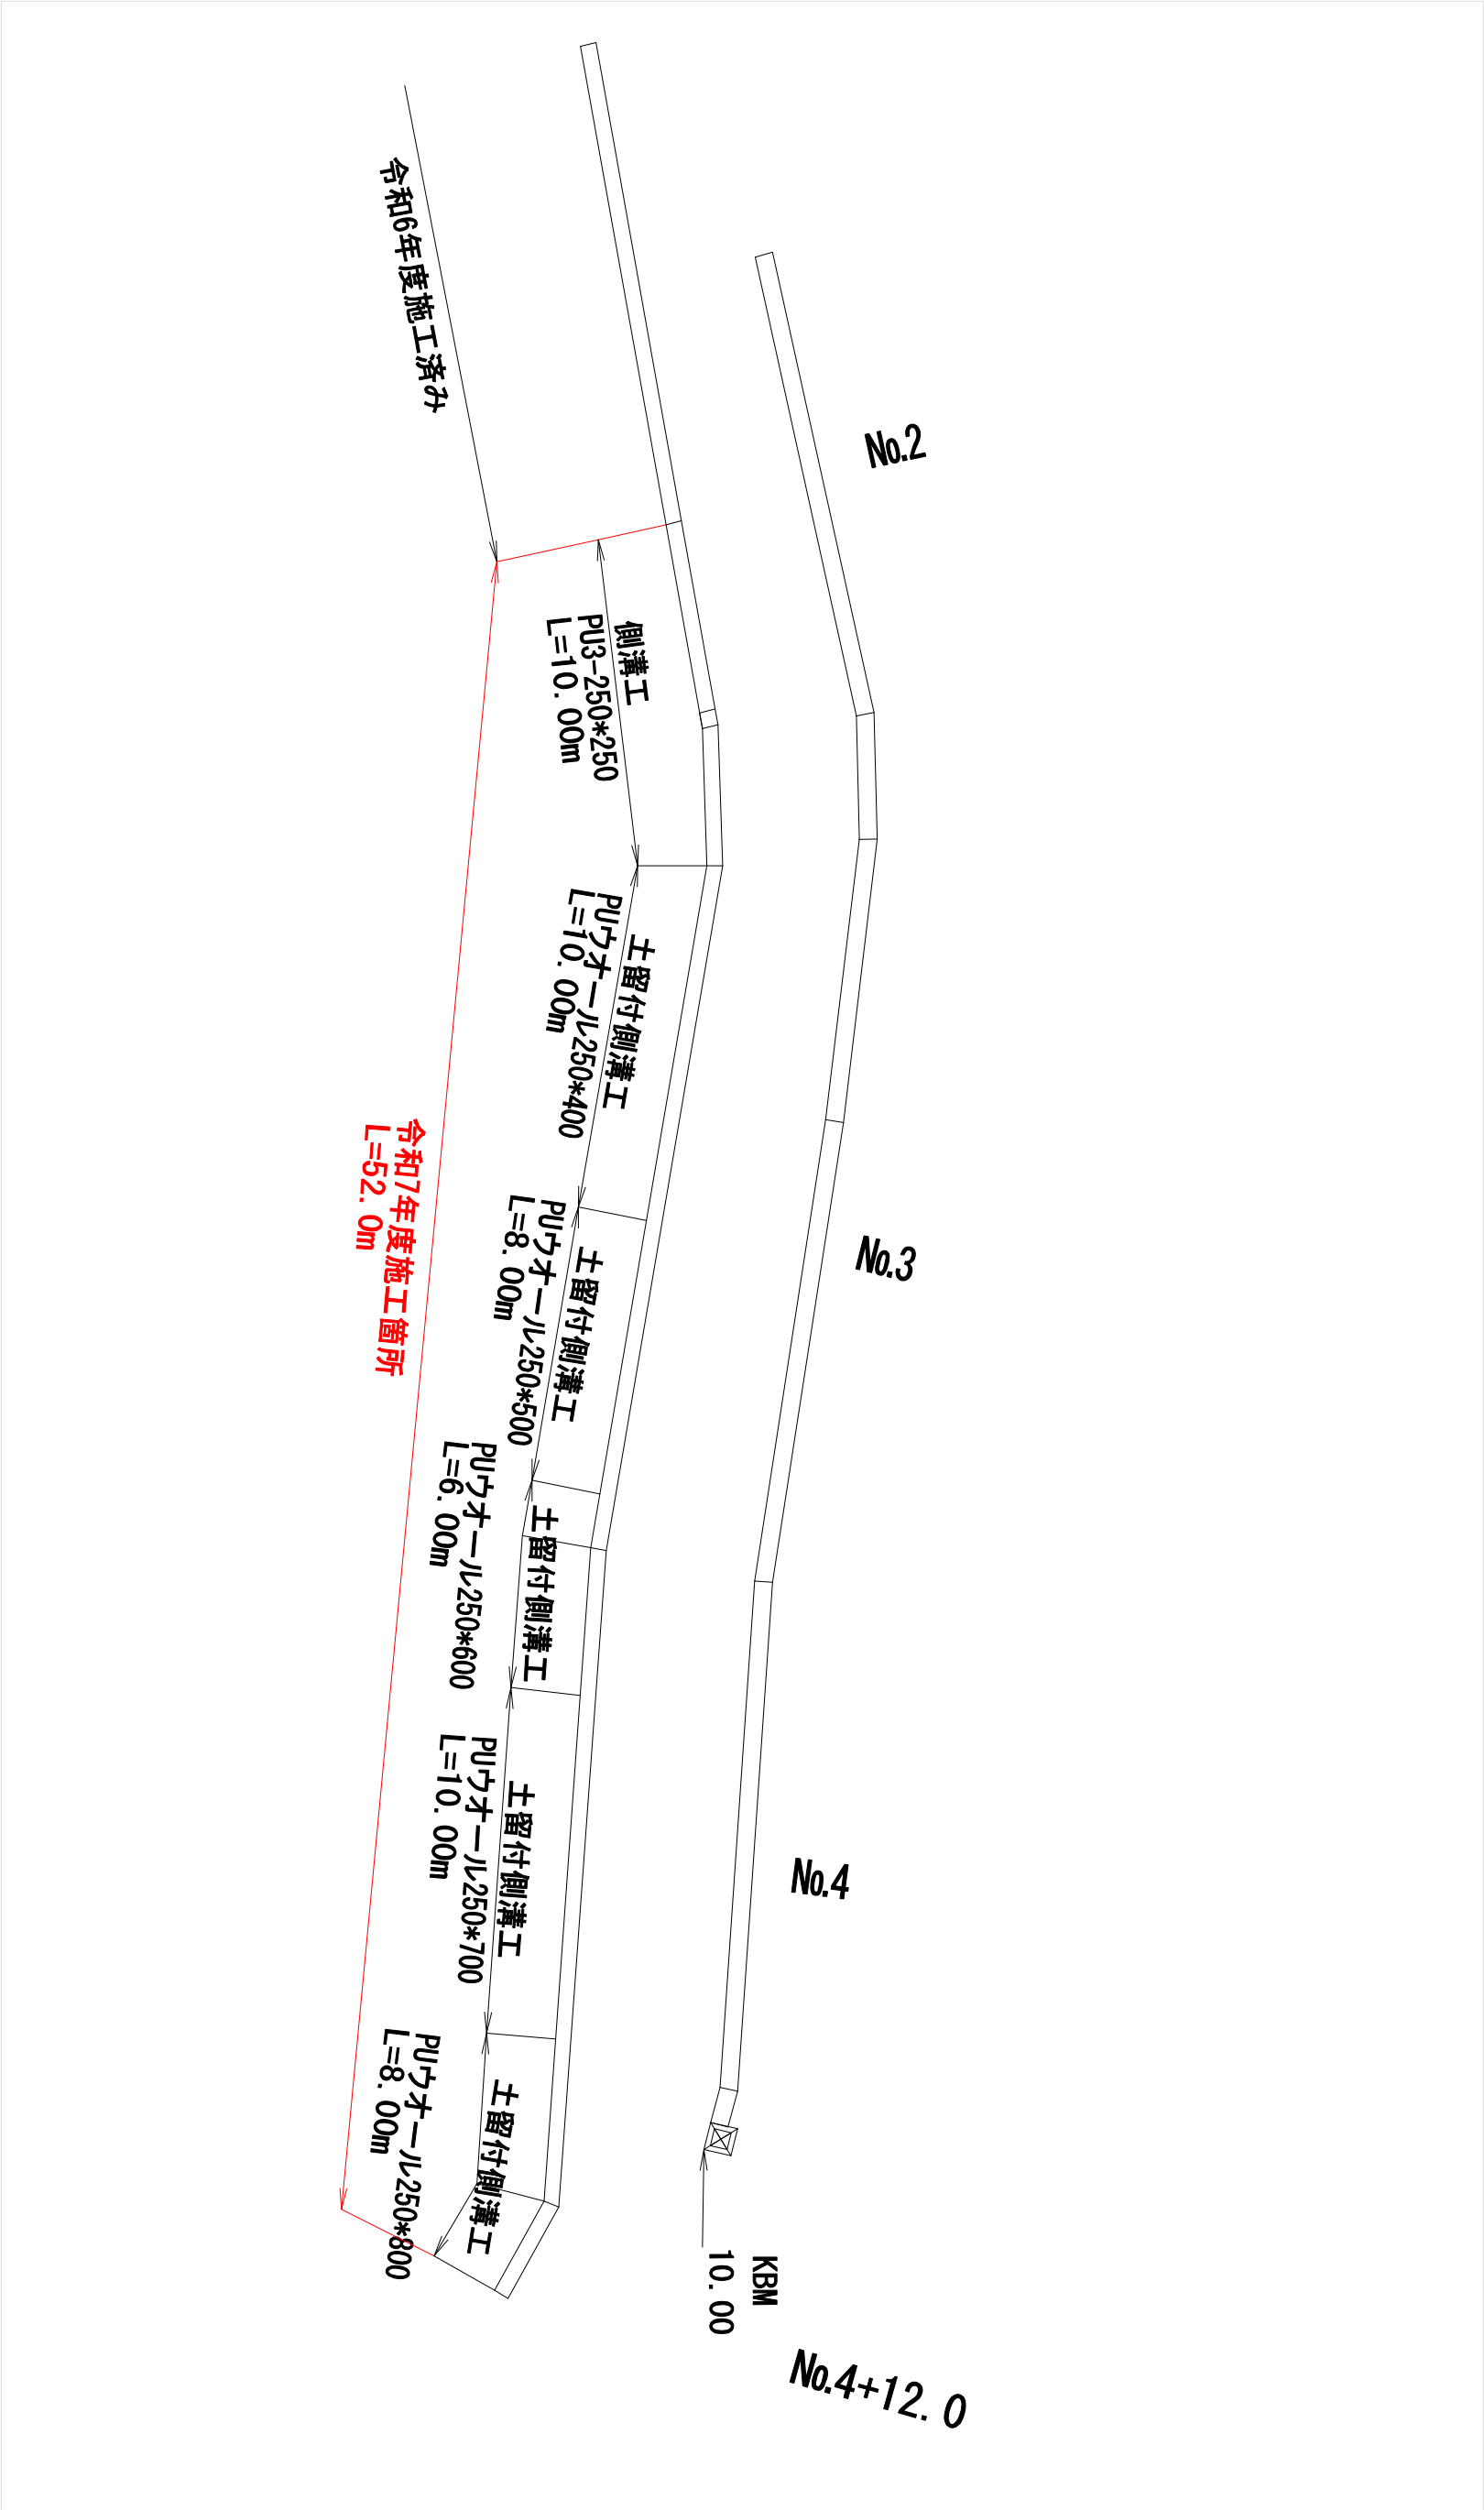 令和6年度施工済み
No.2
側溝工
PU3-250*250
L=10.00m
土留付側溝工
PUウオール250*400
L=10.00m
令和7年度施工箇所
L=52.0m
土留付側溝工
PUウオール250*500
L=8.00m
No.3
土留付側溝工
PUウオール250*600
L=6.00m
土留付側溝工
PUウオール250*700
L=10.00m
No.4
土留付側溝工
PUウオール250*800
L=8.00m
KBM
10.00
No.4+12.0